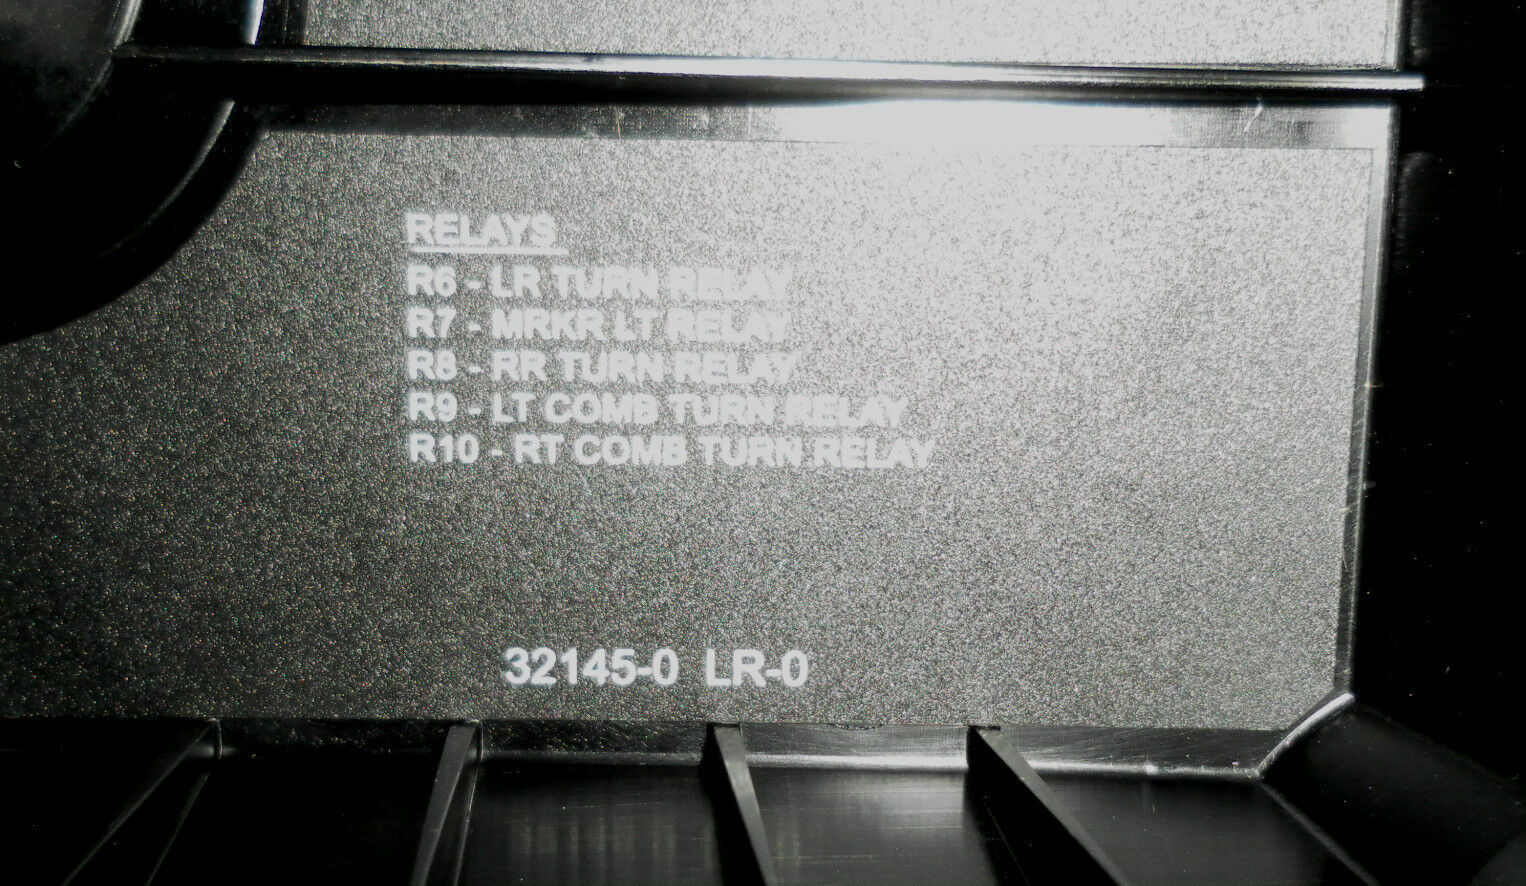 RELAYS
R6 - LR TURN RELAY
R7 - MRKR LT RELAY
R8 - RR TURN RELAY
R9 - LT COMB TURN RELAY
R10 - RT COMB TURN RELAY
32145-0 LR-0